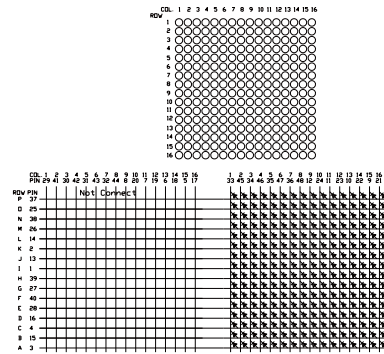 COL. 1 2 3 4 5 6 7 8 9 10 11 12 13 14 15 16
ROW
1
2
3
4
5
6
7
8
9
10
11
12
13
14
15
16
COL. 1 2 3 4 5 6 7 8 9 10 11 12 13 14 15 16 1 2 3 4 5 6 7 8 9 10 11 12 13 14 15 16
PIN 29 41 30 42 31 43 32 44 8 20 7 19 6 18 5 17 33 45 34 46 35 47 36 48 12 24 11 23 10 22 9 21
ROW PIN Not Connect
P 37
O 25
N 38
M 26
L 14
K 2
J 13
I 1
H 39
G 27
F 40
E 28
D 16
C 4
B 15
A 3